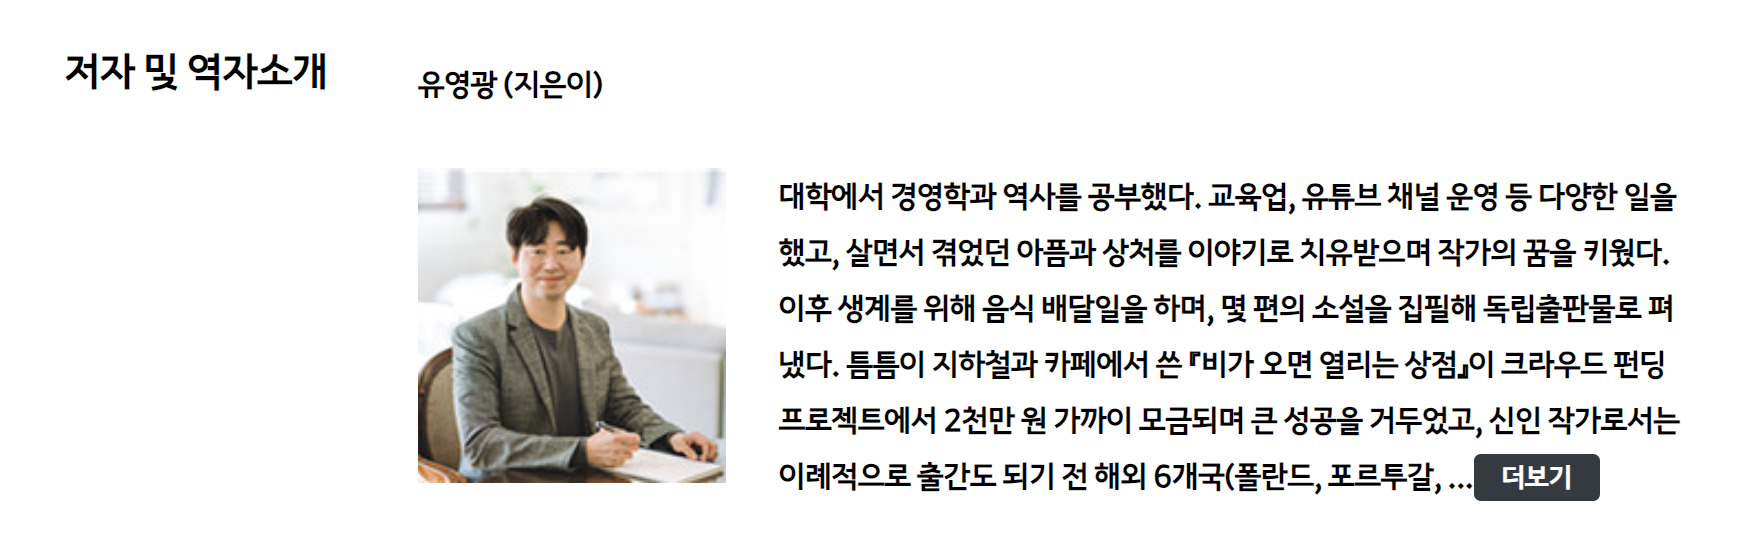 저자 및 역자소개
유영광 (지은이)
대학에서 경영학과 역사를 공부했다. 교육업, 유튜브 채널 운영 등 다양한 일을
했고, 살면서 겪었던 아픔과 상처를 이야기로 치유받으며 작가의 꿈을 키웠다.
이후 생계를 위해 음식 배달일을 하며, 몇 편의 소설을 집필해 독립출판물로 펴
냈다. 틈틈이 지하철과 카페에서 쓴 『비가 오면 열리는 상점』이 크라우드 펀딩
프로젝트에서 2천만 원 가까이 모금되며 큰 성공을 거두었고, 신인 작가로서는
이례적으로 출간도 되기 전 해외 6개국(폴란드, 포르투갈, ...더보기